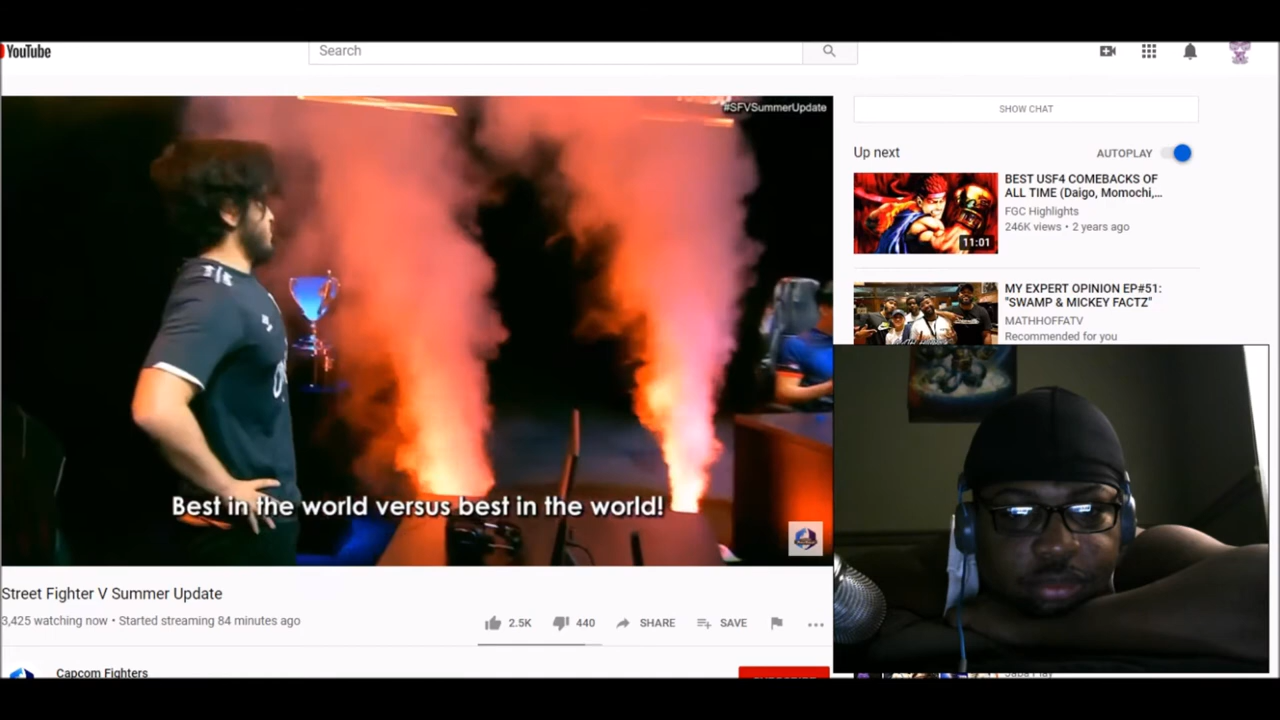 YouTube
Search
#SFVSummerUpdate
SHOW CHAT
Up next
AUTOPLAY
BEST USF4 COMEBACKS OF
ALL TIME (Daigo, Momochi,...
FGC Highlights
246K views • 2 years ago
11:01
MY EXPERT OPINION EP#51:
"SWAMP & MICKEY FACTZ"
MATHHOFFATV
Recommended for you
Best in the world versus best in the world!
Street Fighter V Summer Update
3,425 watching now • Started streaming 84 minutes ago
2.5K
440
SHARE
SAVE
Capcom Fighters